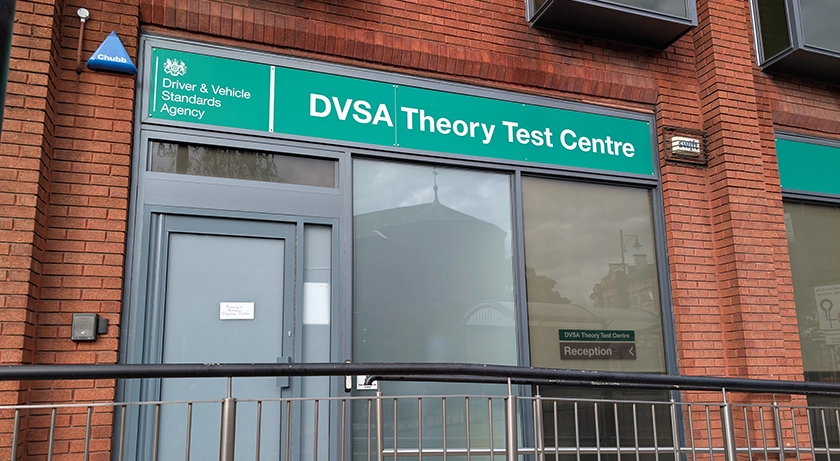 Chubb
Driver & Vehicle
Standards
Agency
DVSA Theory Test Centre
DVSA Theory Test Centre
Reception <